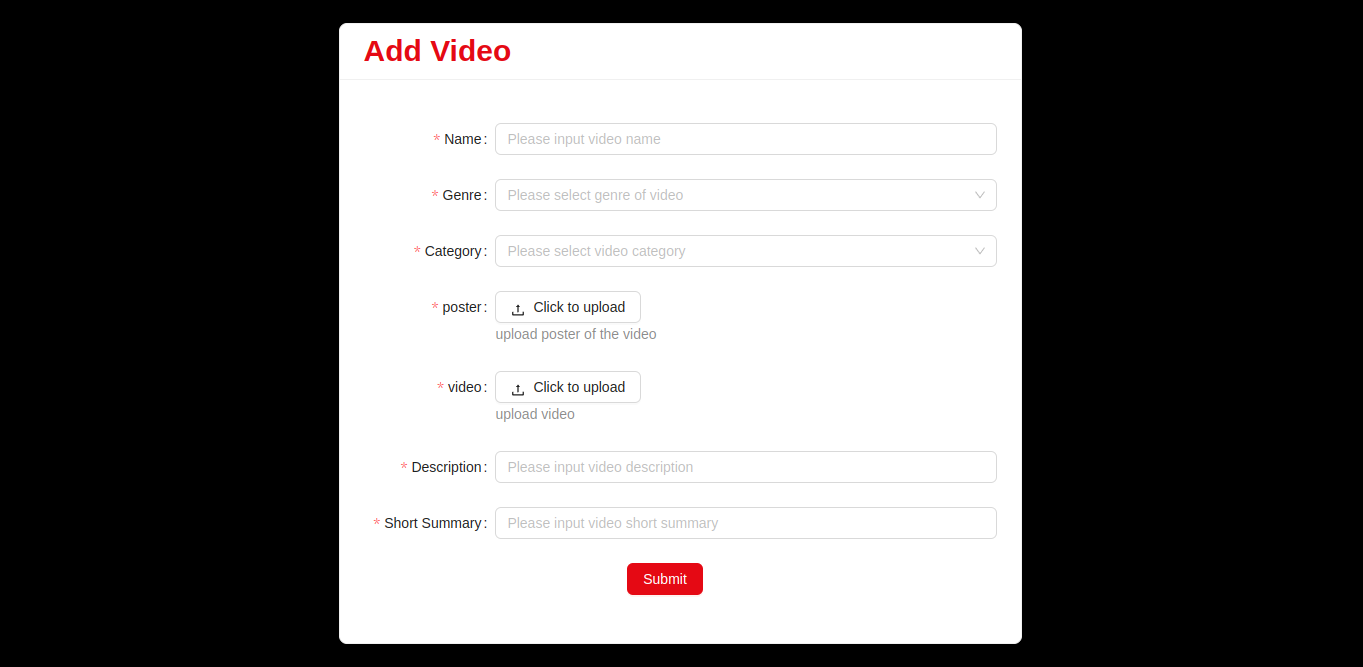 Add Video
* Name: Please input video name
* Genre: Please select genre of video
* Category: Please select video category
* poster: Click to upload
upload poster of the video
* video: Click to upload
upload video
* Description: Please input video description
* Short Summary: Please input video short summary
Submit